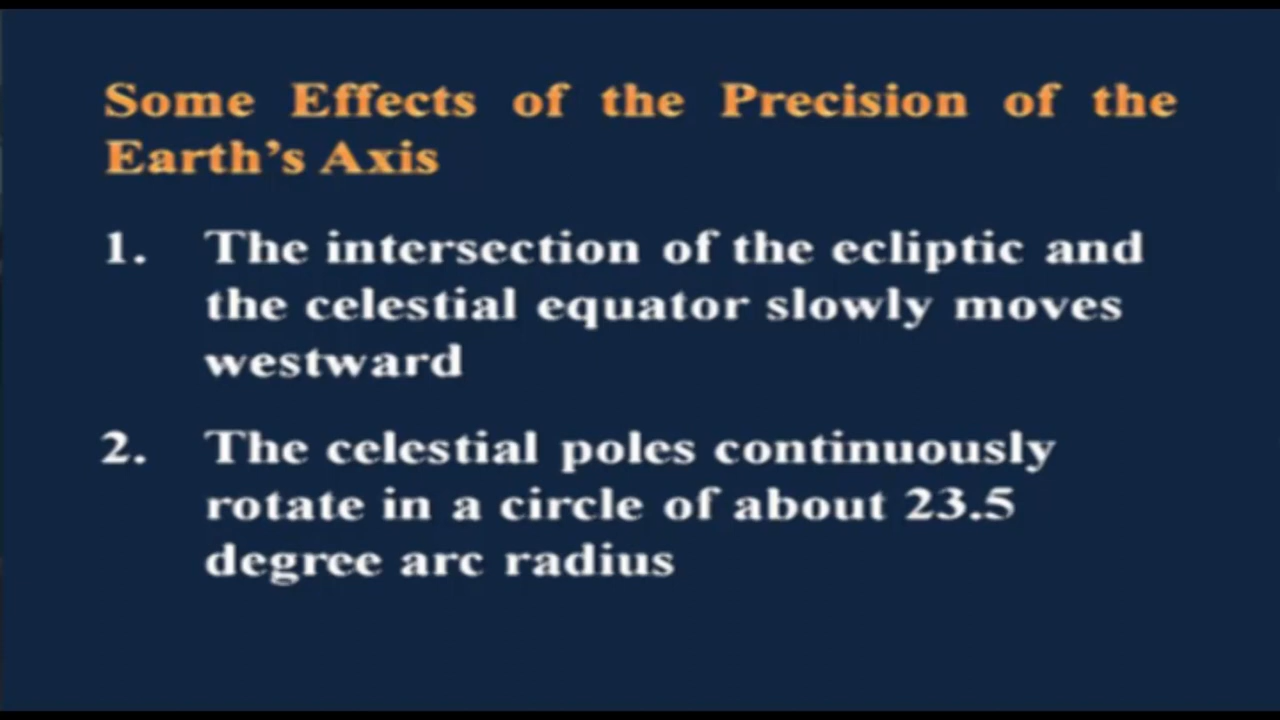 Some Effects of the Precision of the
Earth's Axis
1. The intersection of the ecliptic and
the celestial equator slowly moves
westward
2. The celestial poles continuously
rotate in a circle of about 23.5
degree arc radius